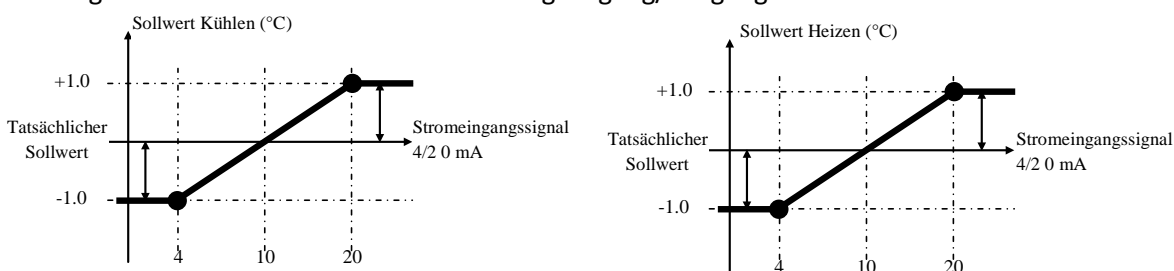 Sollwert Kühlen (°C)
+1.0
Tatsächlicher
Sollwert
Stromeingangssignal
4/2 0 mA
-1.0
4
10
20
Sollwert Heizen (°C)
+1.0
Tatsächlicher
Sollwert
Stromeingangssignal
4/2 0 mA
-1.0
4
10
20